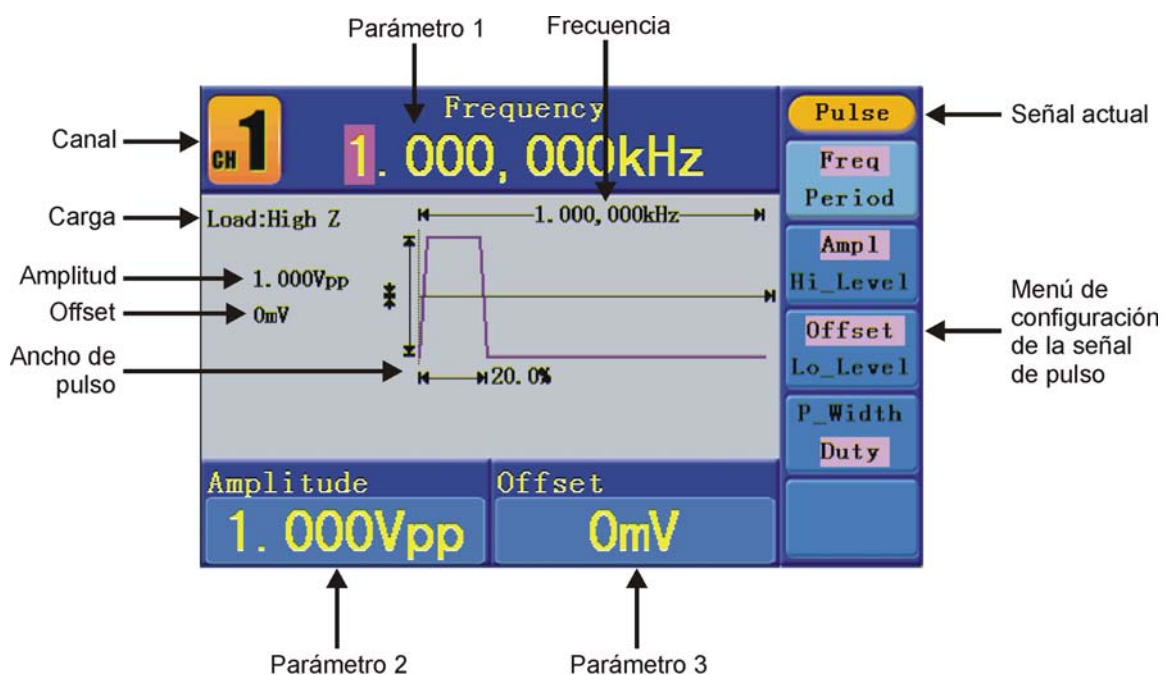 Parámetro 1
Frecuencia
Frequency
Pulse
Señal actual
Canal
CH 1
1.000,000kHz
Freq
Period
Carga
Load:High Z
1.000,000kHz
Ampl
Hi_Level
Amplitud
1.000Vpp
Offset
0mV
Offset
Lo_Level
Menú de
configuración
de la señal
de pulso
Ancho de
pulso
20.0%
P_Width
Duty
Amplitude
Offset
1.000Vpp
0mV
Parámetro 2
Parámetro 3